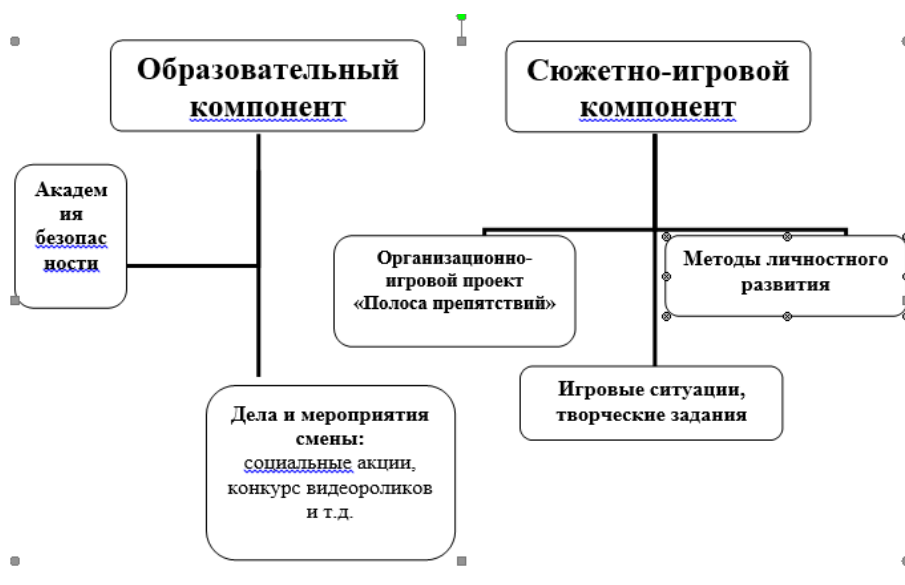 Образовательный
компонент
Сюжетно-игровой
компонент
Академ
ия
безопас
ности
Организационно-
игровой проект
«Полоса препятствий»
Методы личностного
развития
Дела и мероприятия
смены:
социальные акции,
конкурс видеороликов
и т.д.
Игровые ситуации,
творческие задания